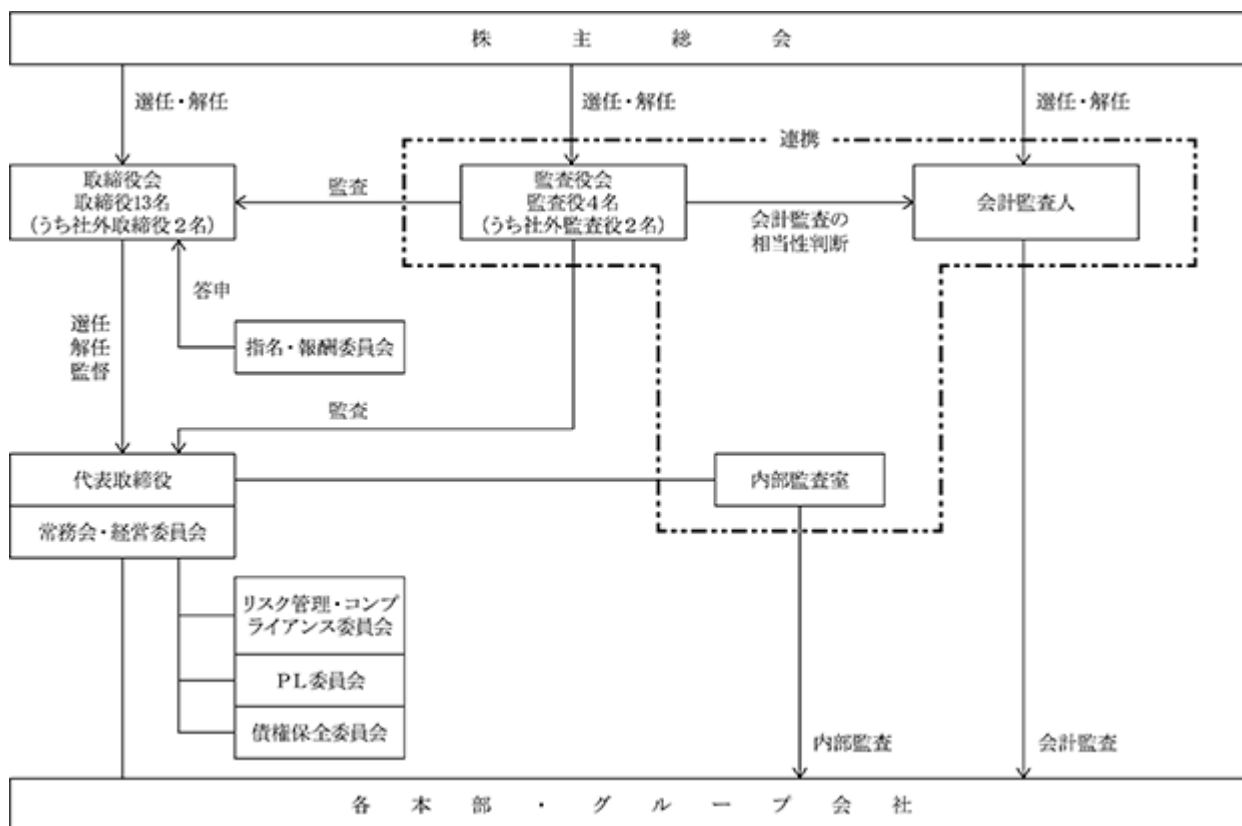 株主総会
選任・解任
選任・解任
選任・解任
連携
取締役会
取締役13名
(うち社外取締役2名)
監査
監査役会
監査役4名
(うち社外監査役2名)
会計監査の
相当性判断
会計監査人
答申
選任
解任
監督
指名・報酬委員会
監査
代表取締役
内部監査室
常務会・経営委員会
リスク管理・コンプ
ライアンス委員会
PL委員会
債権保全委員会
内部監査
会計監査
各本部・グループ会社